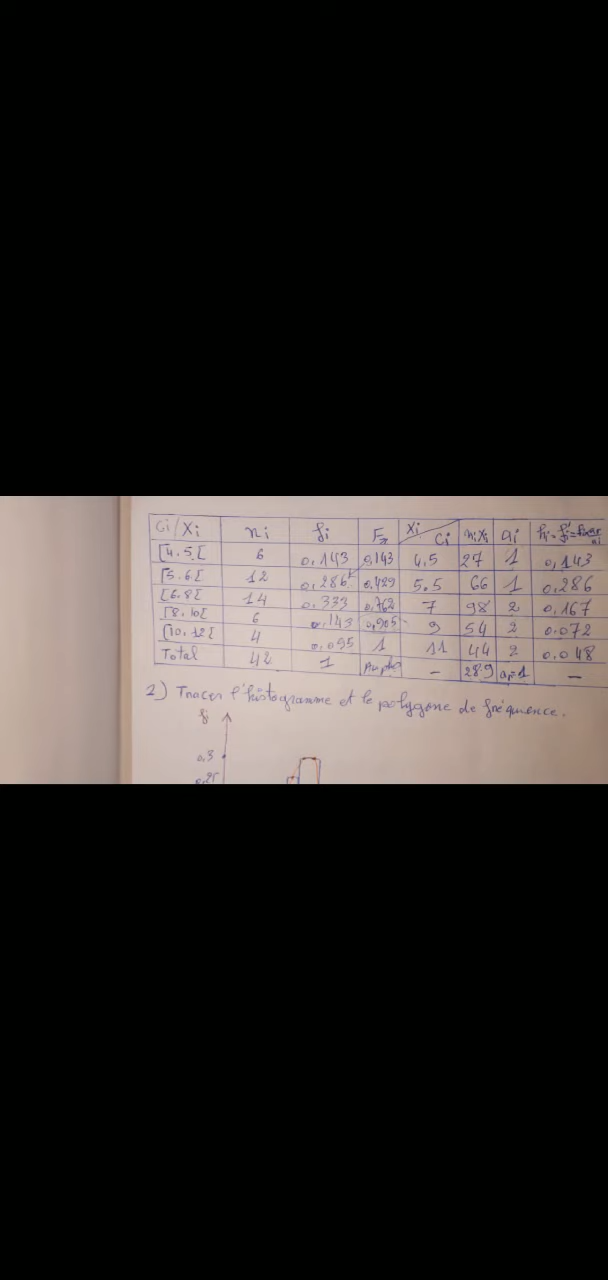 Ci/Xi ni fi F↗ Xi Ci nixi ai hi = f'i =
[4.5[ 6 0,143 0,143 4,5 27 1 0,143
[5.6[ 12 0,286 0,429 5.5 66 1 0,286
[6.8[ 14 0.333 0,762 7 98 2 0,167
[8.10[ 6 0,143 0,905 9 54 2 0.072
[10.12[ 4 0.095 1 11 44 2 0.048
Total 42 1 - 289 -
2) Tracer l'histogramme et le polygone de fréquence.
0,3
0,25